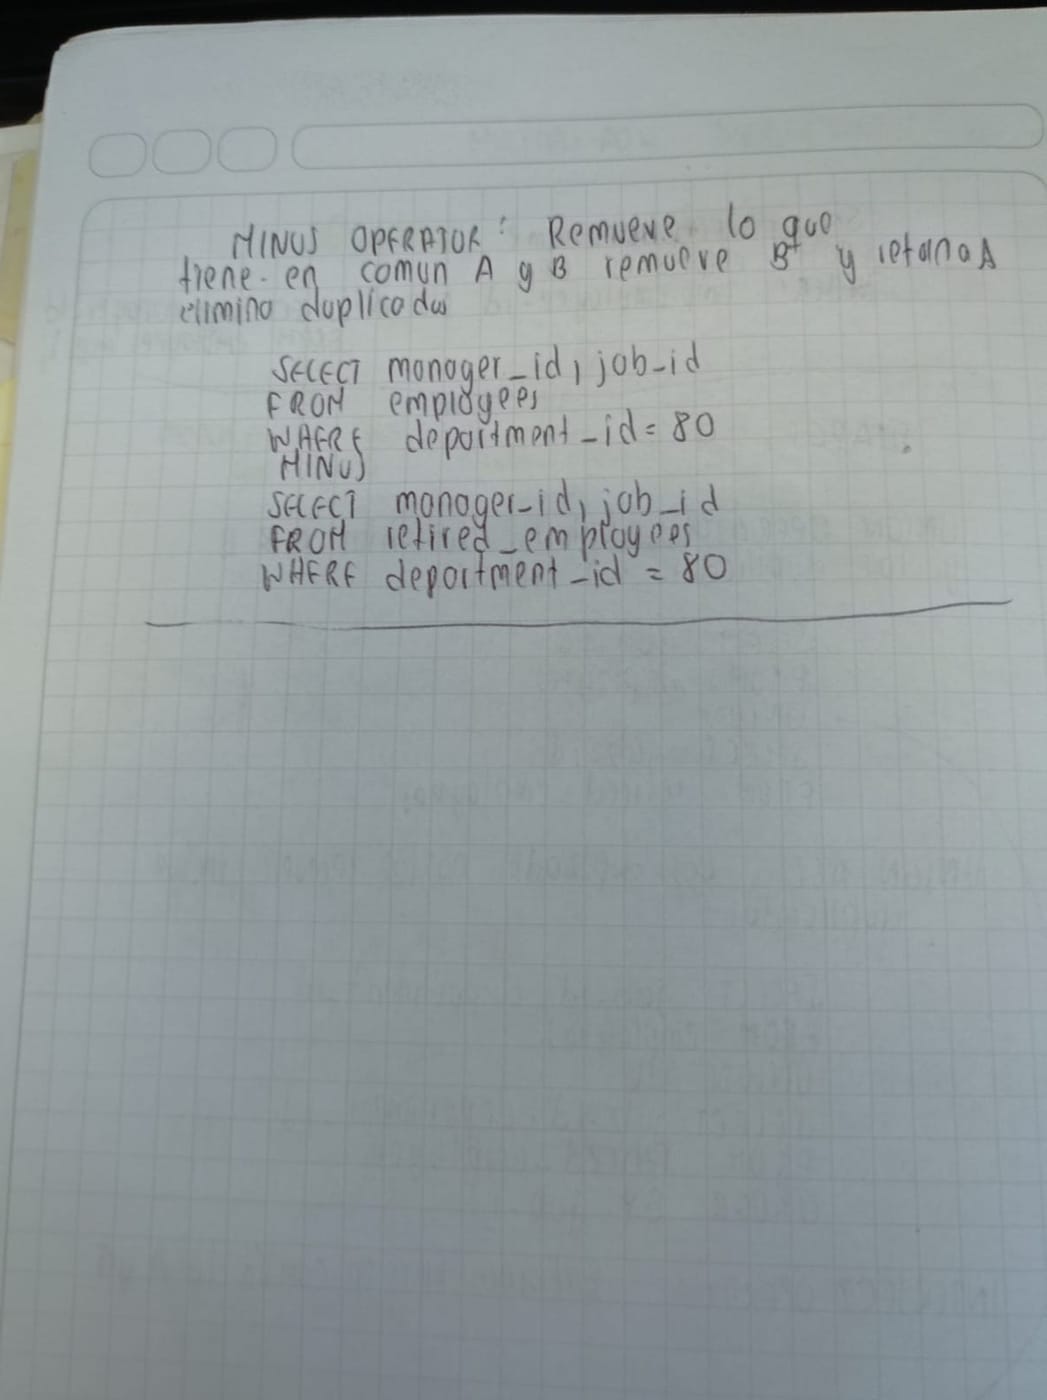 MINUS OPERATOR: Remueve lo que
tiene en comun A y B remueve B y retorna A
elimina duplicados
SELECT manager_id, job_id
FROM employees
WHERE department_id = 80
MINUS
SELECT manager_id, job_id
FROM retired_employees
WHERE department_id = 80